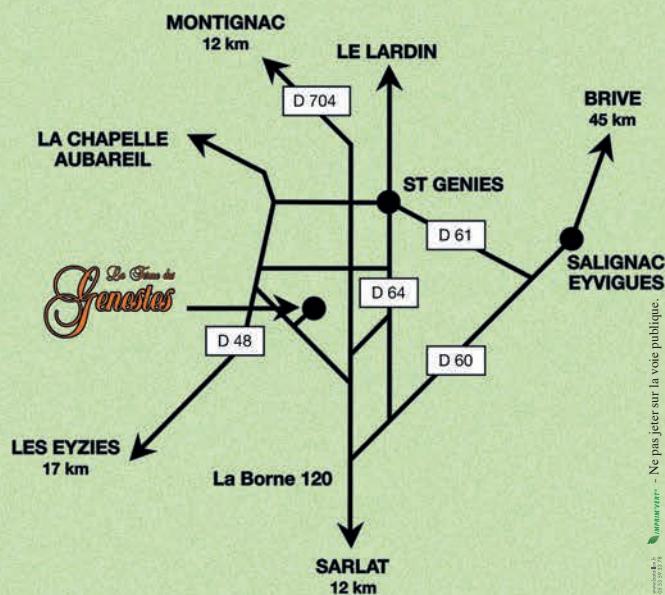 MONTIGNAC
12 km
LE LARDIN
D 704
BRIVE
45 km
LA CHAPELLE
AUBAREIL
ST GENIES
D 61
SALIGNAC
EYVIGUES
La Ferme des
Genestes
D 64
D 48
D 60
LES EYZIES
17 km
La Borne 120
SARLAT
12 km
IMPRIM'VERT® - Ne pas jeter sur la voie publique.